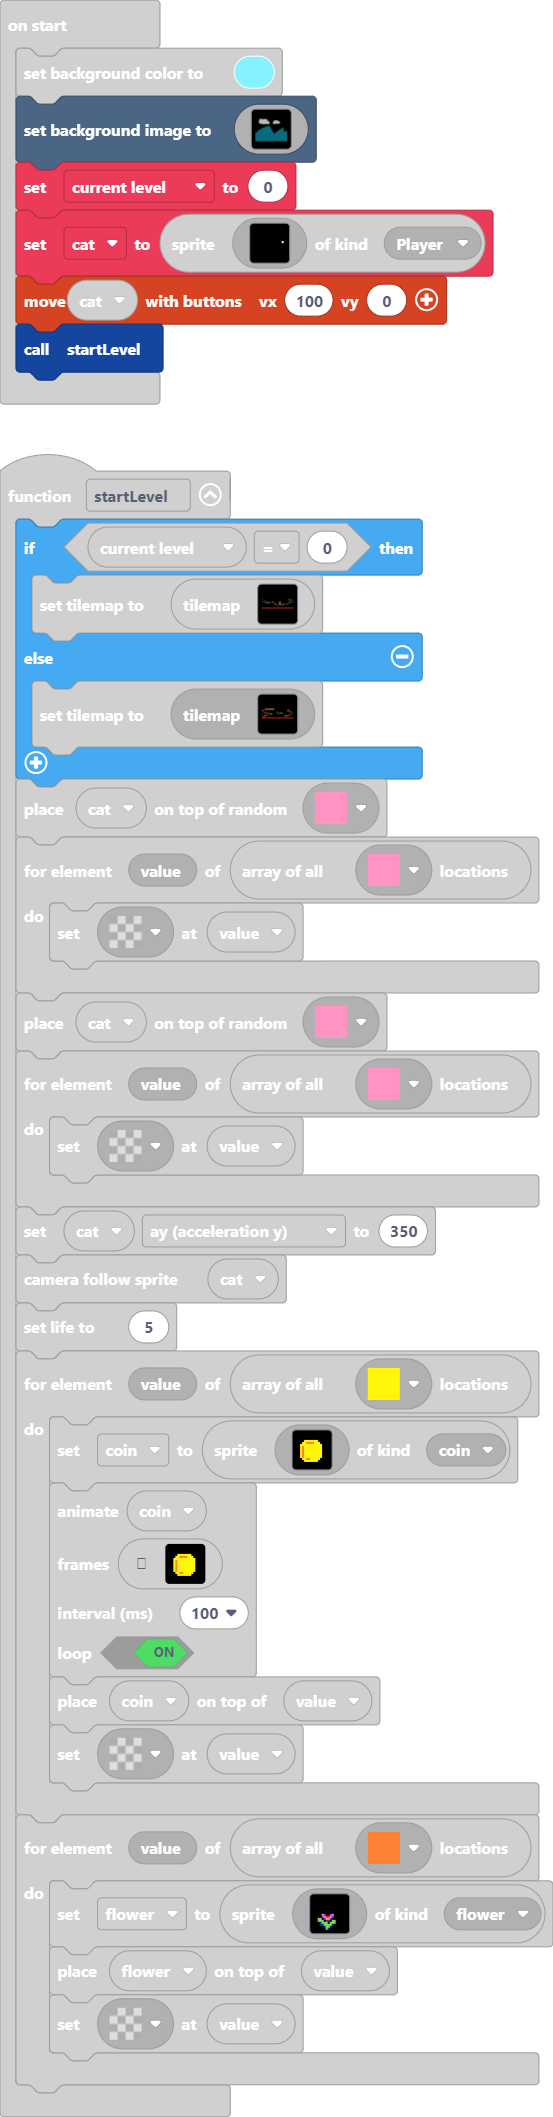 on start
set background color to
set background image to
set current level to 0
set cat to sprite of kind Player
move cat with buttons vx 100 vy 0
call startLevel
function startLevel
if current level = 0 then
set tilemap to tilemap
else
set tilemap to tilemap
place cat on top of random
for element value of array of all locations
do set at value
place cat on top of random
for element value of array of all locations
do set at value
set cat ay (acceleration y) to 350
camera follow sprite cat
set life to 5
for element value of array of all locations
do set coin to sprite of kind coin
animate coin
frames
interval (ms) 100
loop ON
place coin on top of value
set at value
for element value of array of all locations
do set flower to sprite of kind flower
place flower on top of value
set at value